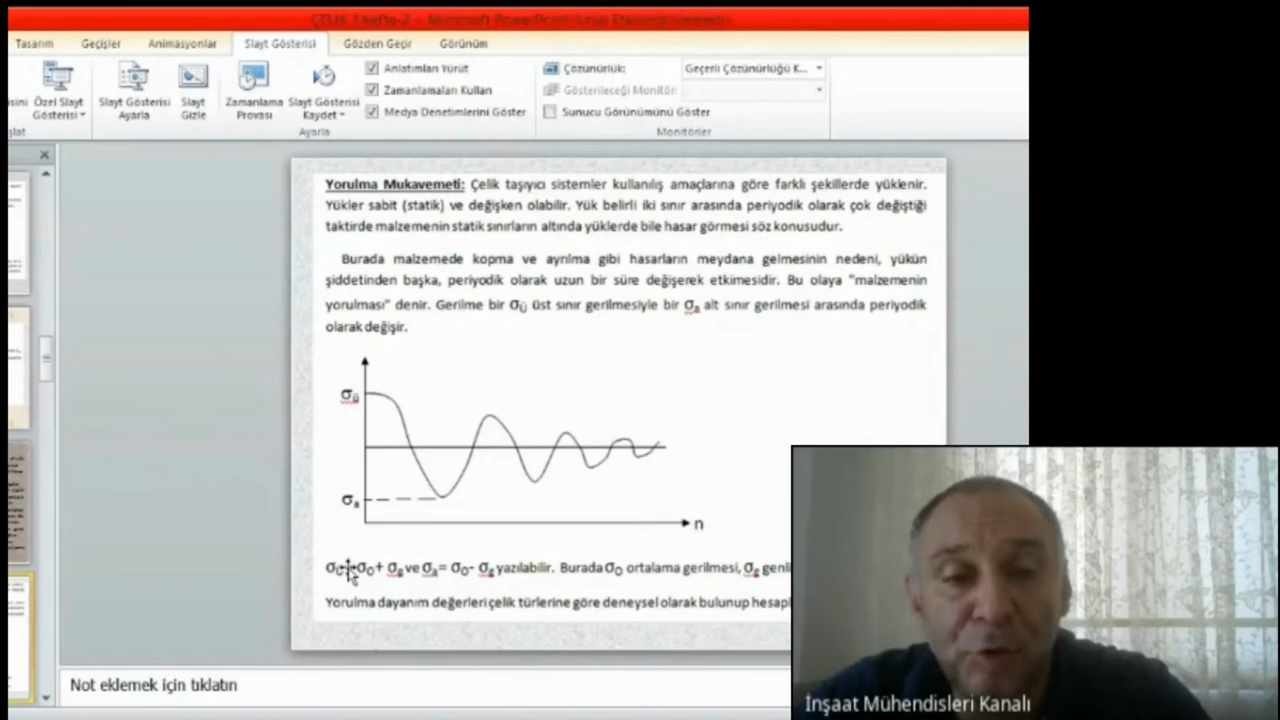 ÇELİK 1 hafta-2 - Microsoft PowerPoint
Tasarım Geçişler Animasyonlar Slayt Gösterisi Gözden Geçir Görünüm
Özel Slayt Gösterisi
Slayt Gösterisi Ayarla
Slayt Gizle
Zamanlama Provası
Slayt Gösterisi Kaydet
Anlatımları Yürüt
Zamanlamaları Kullan
Medya Denetimlerini Göster
Ayarla
Çözünürlük: Geçerli Çözünürlüğü K...
Gösterileceği Monitör:
Sunucu Görünümünü Göster
Monitörler
Yorulma Mukavemeti: Çelik taşıyıcı sistemler kullanılış amaçlarına göre farklı şekillerde yüklenir.
Yükler sabit (statik) ve değişken olabilir. Yük belirli iki sınır arasında periyodik olarak çok değiştiği
taktirde malzemenin statik sınırların altında yüklerde bile hasar görmesi söz konusudur.
Burada malzemede kopma ve ayrılma gibi hasarların meydana gelmesinin nedeni, yükün
şiddetinden başka, periyodik olarak uzun bir süre değişerek etkimesidir. Bu olaya "malzemenin
yorulması" denir. Gerilme bir σü üst sınır gerilmesiyle bir σa alt sınır gerilmesi arasında periyodik
olarak değişir.
σü
σa
n
σ0+ σg ve σa= σ0- σg yazılabilir. Burada σ0 ortalama gerilmesi, σg
Yorulma dayanım değerleri çelik türlerine göre deneysel olarak bulunup
Not eklemek için tıklatın
İnşaat Mühendisleri Kanalı